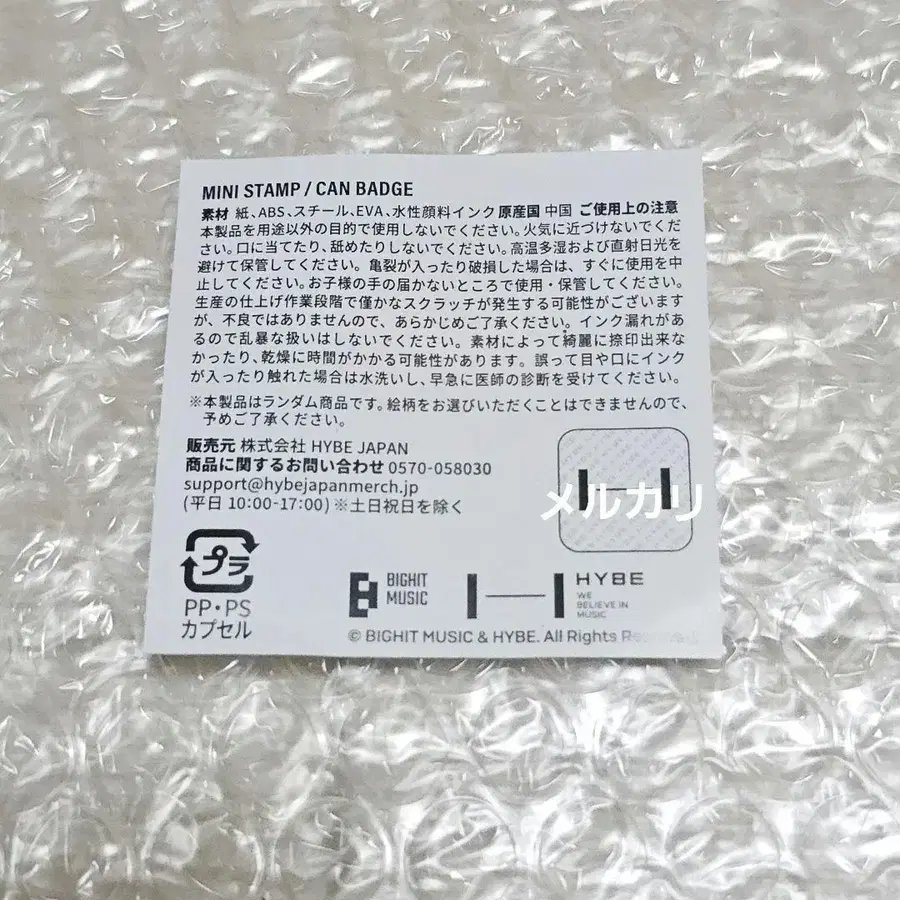 MINI STAMP / CAN BADGE
素材 紙、ABS、スチール、EVA、水性顔料インク 原産国 中国 ご使用上の注意
本製品を用途以外の目的で使用しないでください。火気に近づけないでくだ
さい。口に当てたり、舐めたりしないでください。高温多湿および直射日光を
避けて保管してください。亀裂が入ったり破損した場合は、すぐに使用を中
止してください。お子様の手の届かないところで使用・保管してください。
生産の仕上げ作業段階で僅かなスクラッチが発生する可能性がございます
が、不良ではありませんので、あらかじめご了承ください。インク漏れがあ
るので乱暴な扱いはしないでください。素材によって綺麗に捺印出来な
かったり、乾燥に時間がかかる可能性があります。誤って目や口にインク
が入ったり触れた場合は水洗いし、早急に医師の診断を受けてください。
※本製品はランダム商品です。絵柄をお選びいただくことはできませんので、
予めご了承ください。
販売元 株式会社 HYBE JAPAN
商品に関するお問い合わせ 0570-058030
support@hybejapanmerch.jp
(平日 10:00-17:00) ※土日祝日を除く
メルカリ
プラ
PP・PS
カプセル
BIGHIT
MUSIC
HYBE
WE
BELIEVE IN
MUSIC
© BIGHIT MUSIC & HYBE. All Rights Reserved.